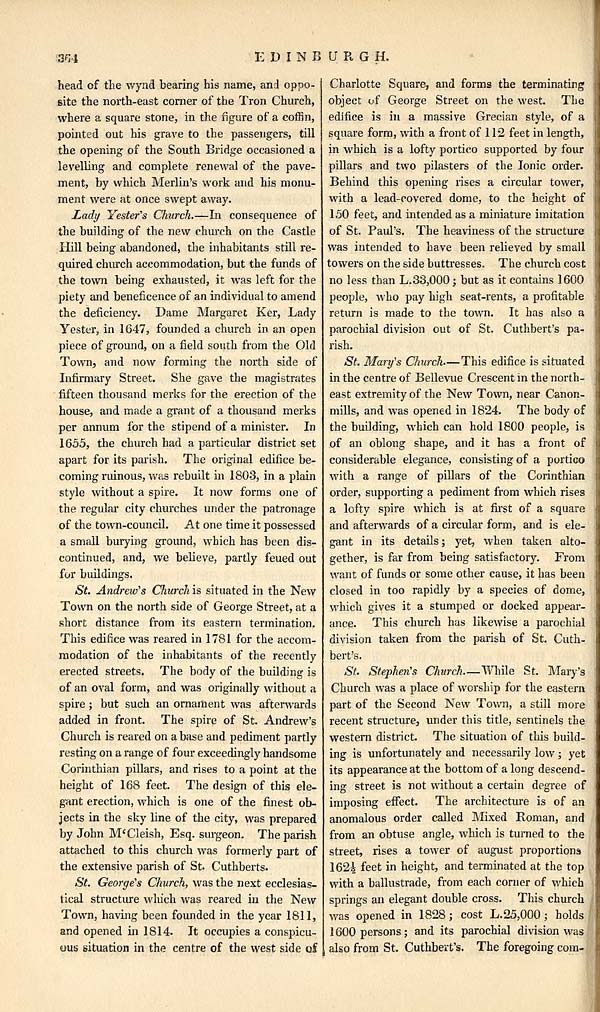 364
EDINBURGH.
head of the wynd bearing his name, and oppo-
site the north-east corner of the Tron Church,
where a square stone, in the figure of a coffin,
pointed out his grave to the passengers, till
the opening of the South Bridge occasioned a
levelling and complete renewal of the pave-
ment, by which Merlin's work and his monu-
ment were at once swept away.
Lady Yester's Church.—In consequence of
the building of the new church on the Castle
Hill being abandoned, the inhabitants still re-
quired church accommodation, but the funds of
the town being exhausted, it was left for the
piety and beneficence of an individual to amend
the deficiency. Dame Margaret Ker, Lady
Yester, in 1647, founded a church in an open
piece of ground, on a field south from the Old
Town, and now forming the north side of
Infirmary Street. She gave the magistrates
fifteen thousand merks for the erection of the
house, and made a grant of a thousand merks
per annum for the stipend of a minister. In
1655, the church had a particular district set
apart for its parish. The original edifice be-
coming ruinous, was rebuilt in 1803, in a plain
style without a spire. It now forms one of
the regular city churches under the patronage
of the town-council. At one time it possessed
a small burying ground, which has been dis-
continued, and, we believe, partly feued out
for buildings.
St. Andrew's Church is situated in the New
Town on the north side of George Street, at a
short distance from its eastern termination.
This edifice was reared in 1781 for the accom-
modation of the inhabitants of the recently
erected streets. The body of the building is
of an oval form, and was originally without a
spire; but such an ornament was afterwards
added in front. The spire of St. Andrew's
Church is reared on a base and pediment partly
resting on a range of four exceedingly handsome
Corinthian pillars, and rises to a point at the
height of 168 feet. The design of this ele-
gant erection, which is one of the finest ob-
jects in the sky line of the city, was prepared
by John M'Cleish, Esq. surgeon. The parish
attached to this church was formerly part of
the extensive parish of St. Cuthberts.
St. George's Church, was the next ecclesias-
tical structure which was reared in the New
Town, having been founded in the year 1811,
and opened in 1814. It occupies a conspicu-
ous situation in the centre of the west side of
Charlotte Square, and forms the terminating
object of George Street on the west. The
edifice is in a massive Grecian style, of a
square form, with a front of 112 feet in length,
in which is a lofty portico supported by four
pillars and two pilasters of the Ionic order.
Behind this opening rises a circular tower,
with a lead-covered dome, to the height of
150 feet, and intended as a miniature imitation
of St. Paul's. The heaviness of the structure
was intended to have been relieved by small
towers on the side buttresses. The church cost
no less than L.33,000; but as it contains 1600
people, who pay high seat-rents, a profitable
return is made to the town. It has also a
parochial division out of St. Cuthbert's pa-
rish.
St. Mary's Church.—This edifice is situated
in the centre of Bellevue Crescent in the north-
east extremity of the New Town, near Canon-
mills, and was opened in 1824. The body of
the building, which can hold 1800 people, is
of an oblong shape, and it has a front of
considerable elegance, consisting of a portico
with a range of pillars of the Corinthian
order, supporting a pediment from which rises
a lofty spire which is at first of a square
and afterwards of a circular form, and is ele-
gant in its details; yet, when taken alto-
gether, is far from being satisfactory. From
want of funds or some other cause, it has been
closed in too rapidly by a species of dome,
which gives it a stumped or docked appear-
ance. This church has likewise a parochial
division taken from the parish of St. Cuth-
bert's.
St. Stephen's Church.—While St. Mary's
Church was a place of worship for the eastern
part of the Second New Town, a still more
recent structure, under this title, sentinels the
western district. The situation of this build-
ing is unfortunately and necessarily low; yet
its appearance at the bottom of a long descend-
ing street is not without a certain degree of
imposing effect. The architecture is of an
anomalous order called Mixed Roman, and
from an obtuse angle, which is turned to the
street, rises a tower of august proportions
162½ feet in height, and terminated at the top
with a ballustrade, from each corner of which
springs an elegant double cross. This church
was opened in 1828; cost L.25,000; holds
1600 persons; and its parochial division was
also from St. Cuthbert's. The foregoing com-